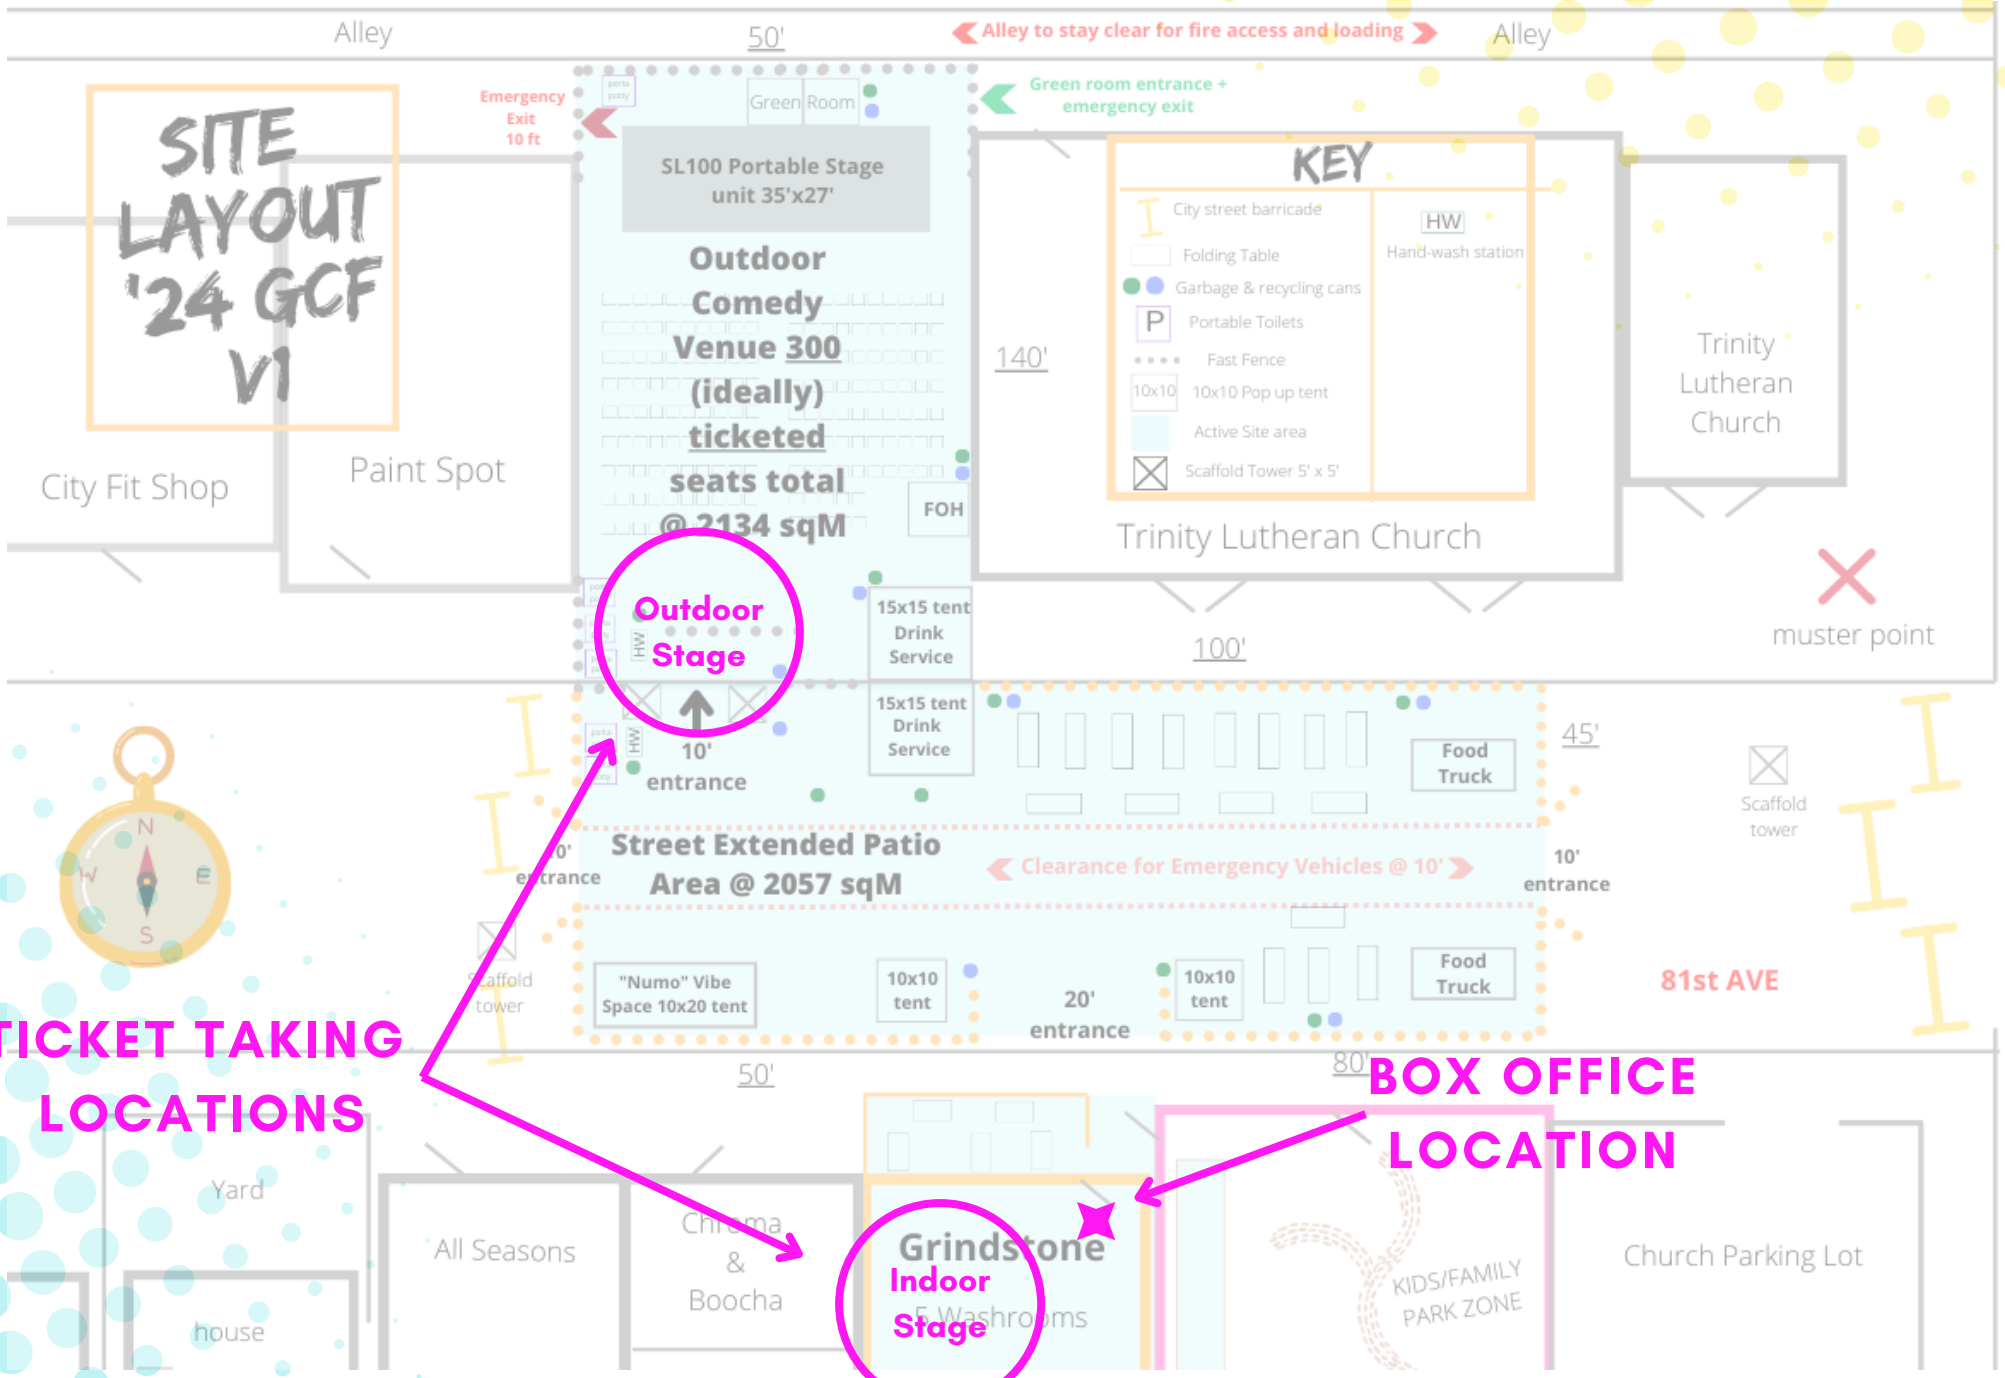 Alley
50'
Alley to stay clear for fire access and loading
Alley
SITE
LAYOUT
'24 GCF
V1
Emergency
Exit
10 ft
porta
potty
Green Room
Green room entrance +
emergency exit
SL100 Portable Stage
unit 35'x27'
Outdoor
Comedy
Venue 300
(ideally)
ticketed
seats total
@ 2134 sqM
FOH
140'
KEY
City street barricade
Folding Table
Garbage & recycling cans
P
Portable Toilets
Fast Fence
10x10
10x10 Pop up tent
Active Site area
Scaffold Tower 5' x 5'
HW
Hand-wash station
Trinity Lutheran Church
Trinity
Lutheran
Church
City Fit Shop
Paint Spot
Outdoor
Stage
HW
15x15 tent
Drink
Service
100'
muster point
15x15 tent
Drink
Service
porta
potty
HW
10'
entrance
Food
Truck
45'
Scaffold
tower
N
W
E
S
10'
entrance
Street Extended Patio
Area @ 2057 sqM
Clearance for Emergency Vehicles @ 10'
10'
entrance
Scaffold
tower
"Numo" Vibe
Space 10x20 tent
10x10
tent
20'
entrance
10x10
tent
Food
Truck
81st AVE
TICKET TAKING
LOCATIONS
50'
80'
BOX OFFICE
LOCATION
Yard
house
All Seasons
Chroma
&
Boocha
Grindstone
Indoor
Stage
5 Washrooms
KIDS/FAMILY
PARK ZONE
Church Parking Lot